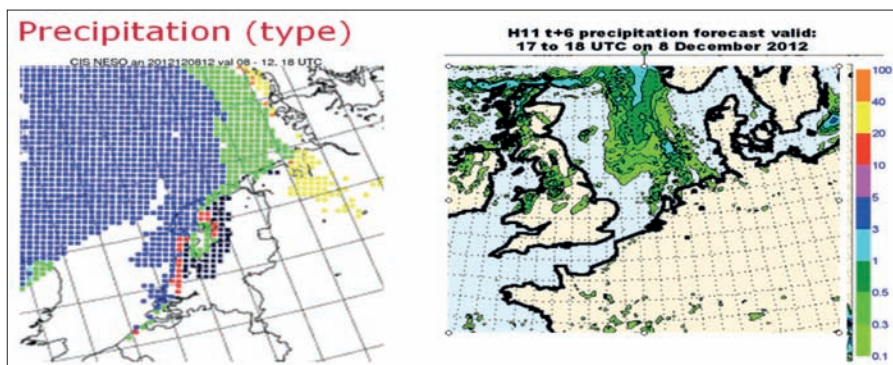 Precipitation (type)
CIS NESO an 2012120812 val 08 - 12. 18 UTC
H11 t+6 precipitation forecast valid:
17 to 18 UTC on 8 December 2012
100
40
20
10
5
3
1
0.5
0.3
0.1